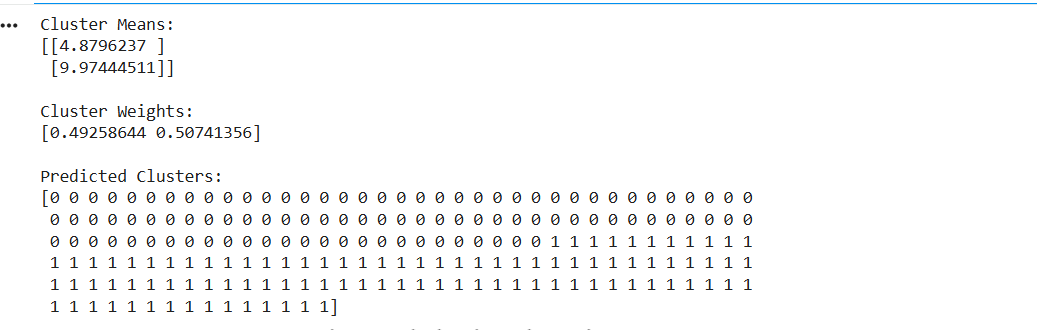 Cluster Means:
[[4.8796237 ]
[9.97444511]]
Cluster Weights:
[0.49258644 0.50741356]
Predicted Clusters:
[0 0 0 0 0 0 0 0 0 0 0 0 0 0 0 0 0 0 0 0 0 0 0 0 0 0 0 0 0 0 0 0 0 0 0 0 0
0 0 0 0 0 0 0 0 0 0 0 0 0 0 0 0 0 0 0 0 0 0 0 0 0 0 0 0 0 0 0 0 0 0 0 0 0
0 0 0 0 0 0 0 0 0 0 0 0 0 0 0 0 0 0 0 0 0 0 0 0 0 0 1 1 1 1 1 1 1 1 1 1 1
1 1 1 1 1 1 1 1 1 1 1 1 1 1 1 1 1 1 1 1 1 1 1 1 1 1 1 1 1 1 1 1 1 1 1 1 1
1 1 1 1 1 1 1 1 1 1 1 1 1 1 1 1 1 1 1 1 1 1 1 1 1 1 1 1 1 1 1 1 1 1 1 1 1
1 1 1 1 1 1 1 1 1 1 1 1 1 1 1]